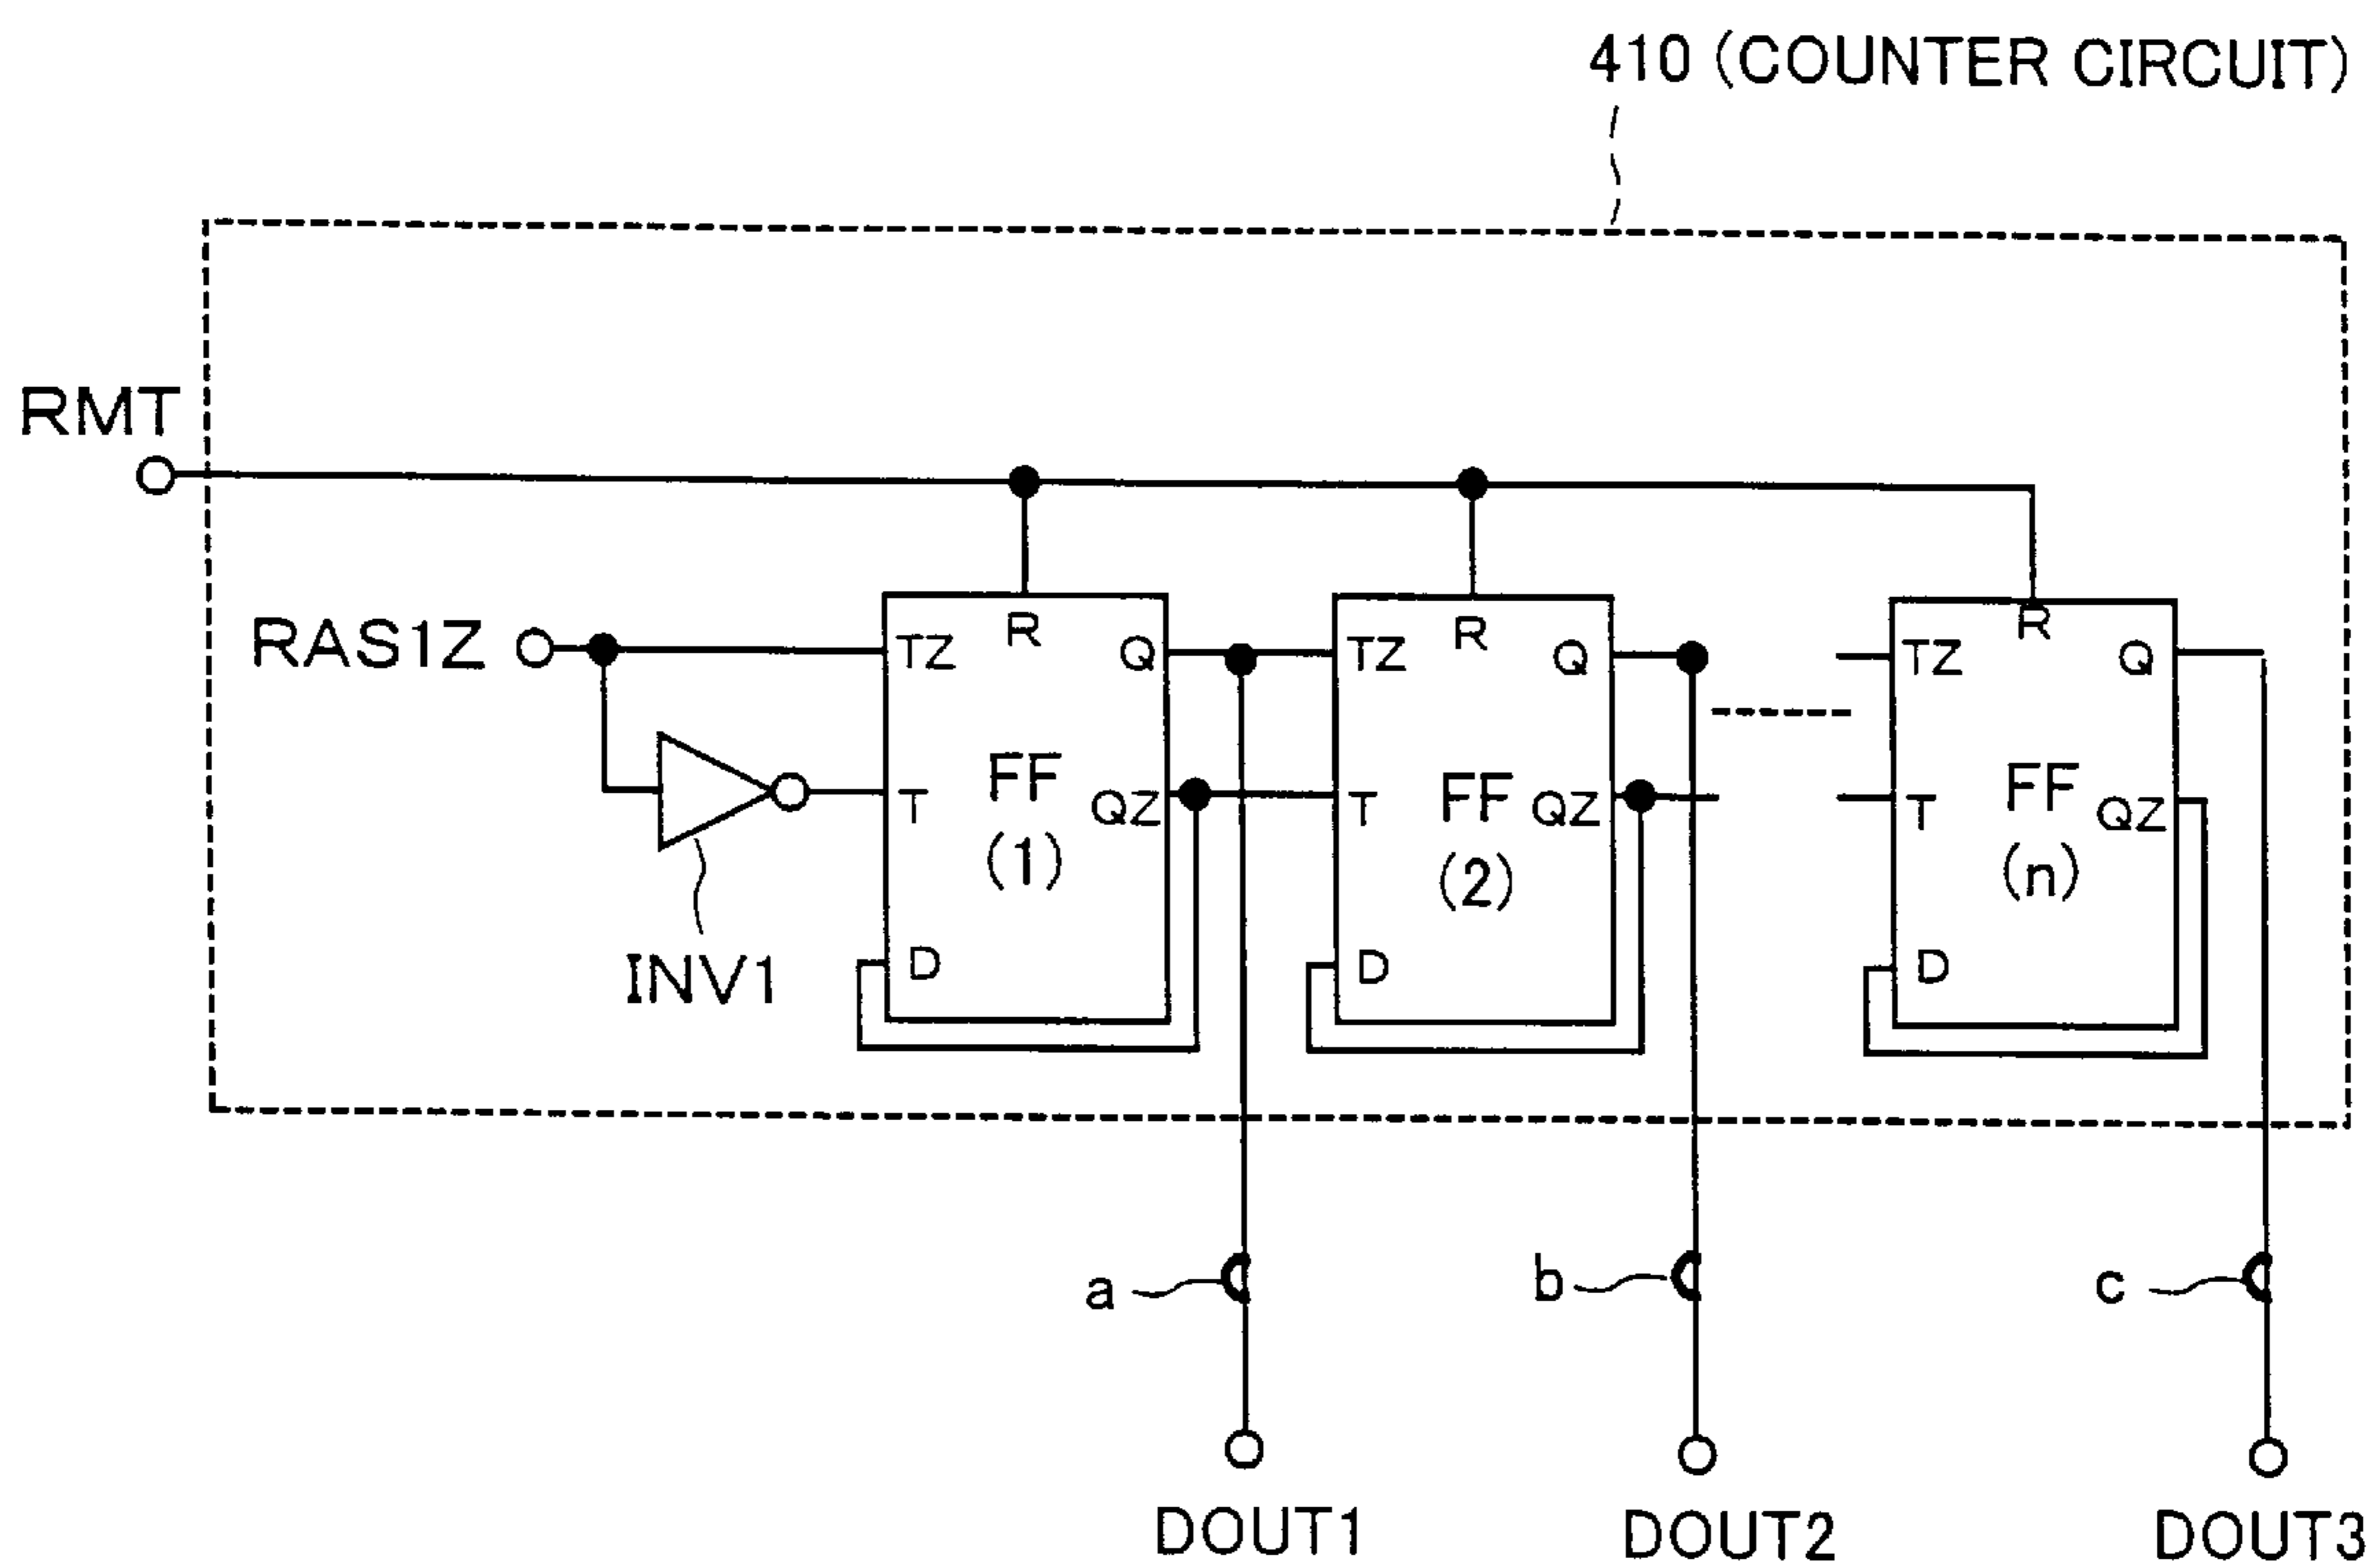 410 (COUNTER CIRCUIT)
RMT
RAS1Z
INV1
TZ
R
Q
T
FF
(1)
QZ
D
TZ
R
Q
T
FF
(2)
QZ
D
TZ
R
Q
T
FF
(n)
QZ
D
a
b
c
DOUT1
DOUT2
DOUT3